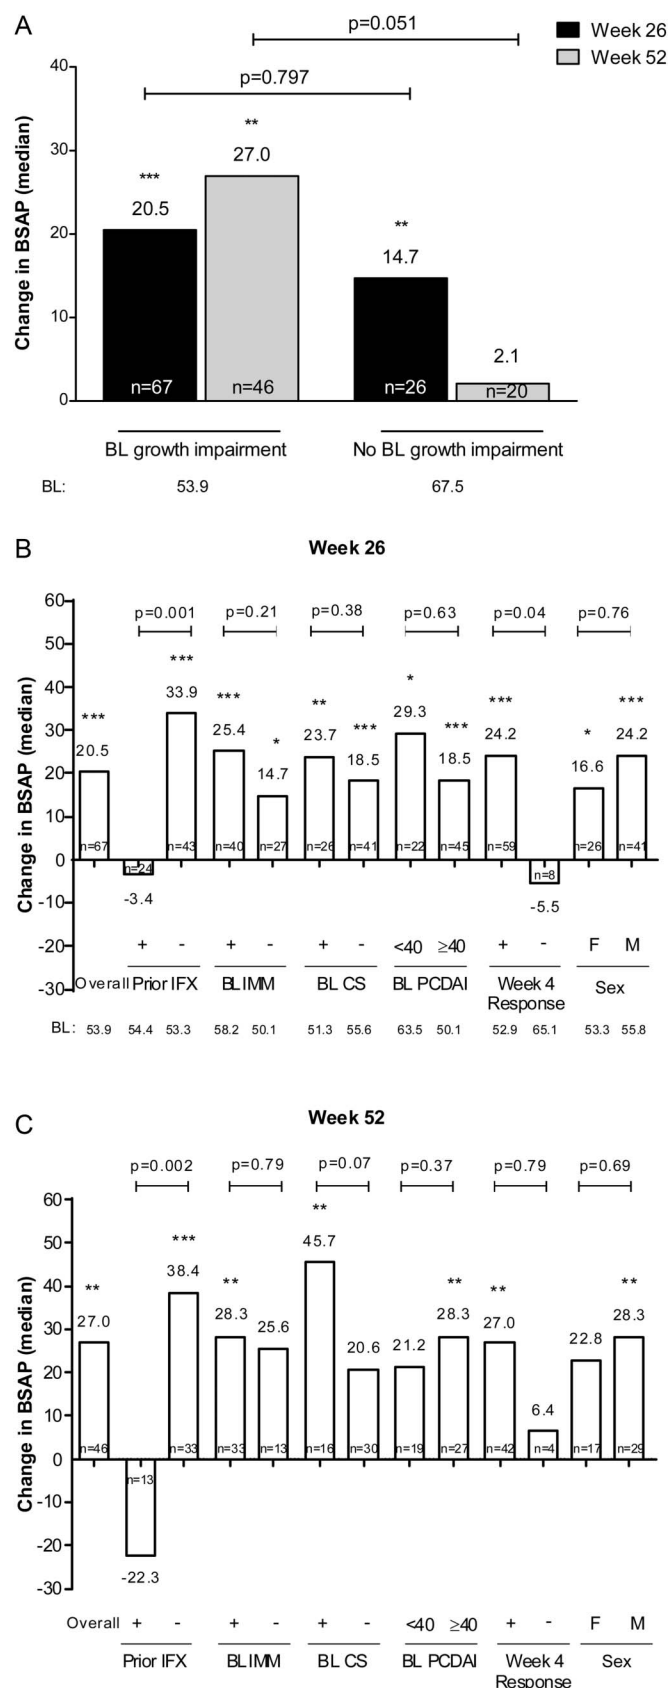 A
p=0.051
Week 26
Week 52
p=0.797
Change in BSAP (median)
40
30
20
10
0
***
20.5
**
27.0
**
14.7
2.1
n=67
n=46
n=26
n=20
BL growth impairment
No BL growth impairment
BL:
53.9
67.5
B
Week 26
Change in BSAP (median)
60
50
40
30
20
10
0
-10
-20
-30
p=0.001
p=0.21
p=0.38
p=0.63
p=0.04
p=0.76
***
20.5
n=67
n=24
-3.4
***
33.9
n=43
***
25.4
n=40
*
14.7
n=27
**
23.7
n=26
***
18.5
n=41
*
29.3
n=22
***
18.5
n=45
***
24.2
n=59
n=8
-5.5
*
16.6
n=26
***
24.2
n=41
+ - + - + - <40 ≥40 + - F M
Overall Prior IFX BL IMM BL CS BL PCDAI Week 4 Response Sex
BL: 53.9 54.4 53.3 58.2 50.1 51.3 55.6 63.5 50.1 52.9 65.1 53.3 55.8
C
Week 52
Change in BSAP (median)
60
50
40
30
20
10
0
-10
-20
-30
p=0.002
p=0.79
p=0.07
p=0.37
p=0.79
p=0.69
**
27.0
n=46
n=13
-22.3
***
38.4
n=33
**
28.3
n=33
25.6
n=13
**
45.7
n=16
20.6
n=30
21.2
n=19
**
28.3
n=27
**
27.0
n=42
6.4
n=4
22.8
n=17
**
28.3
n=29
Overall + - + - + - <40 ≥40 + - F M
Prior IFX BL IMM BL CS BL PCDAI Week 4 Response Sex